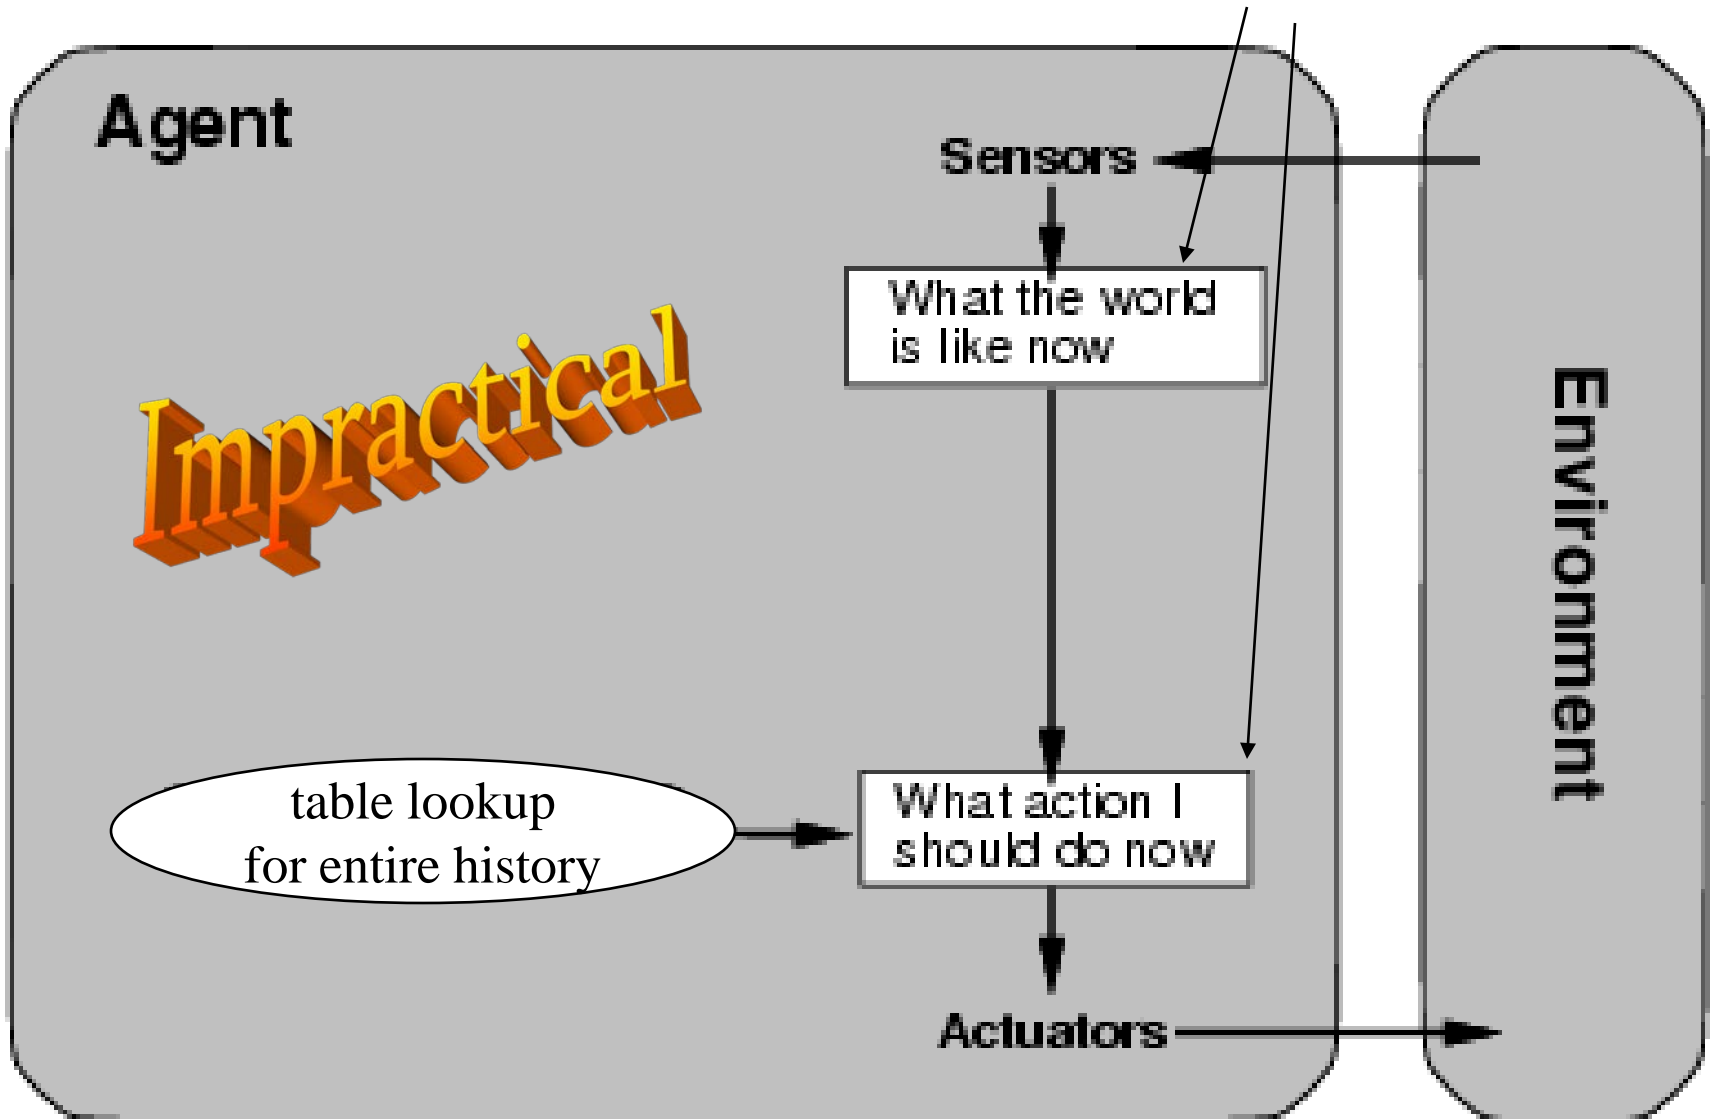 Agent
Sensors
What the world
is like now
Impractical
Environment
table lookup
for entire history
What action I
should do now
Actuators